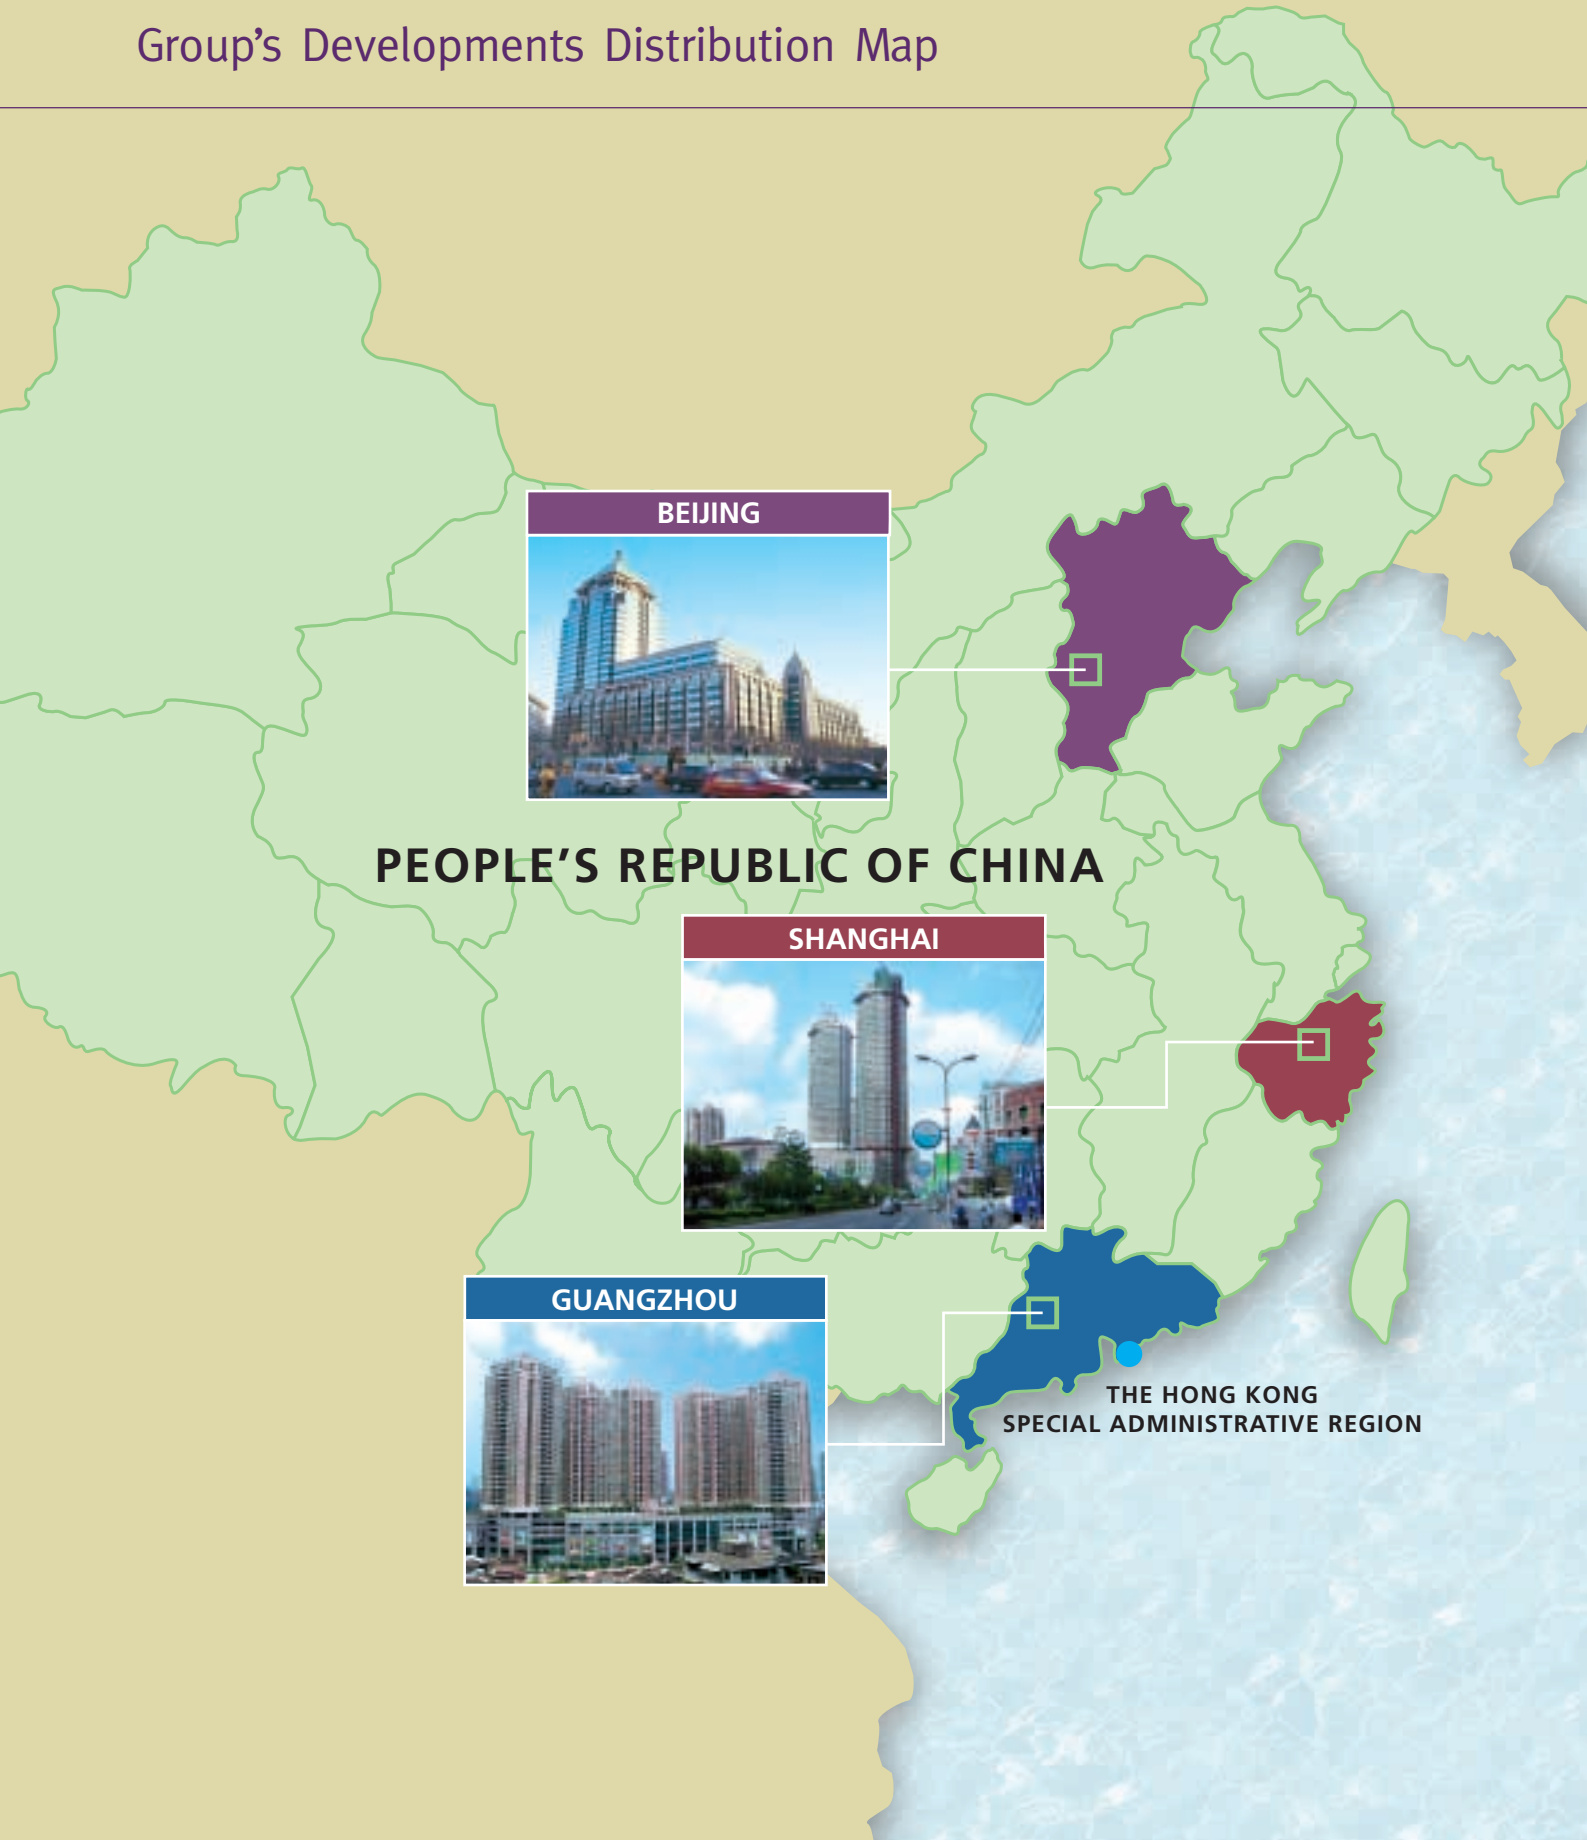 Group's Developments Distribution Map
BEIJING
PEOPLE'S REPUBLIC OF CHINA
SHANGHAI
GUANGZHOU
THE HONG KONG
SPECIAL ADMINISTRATIVE REGION